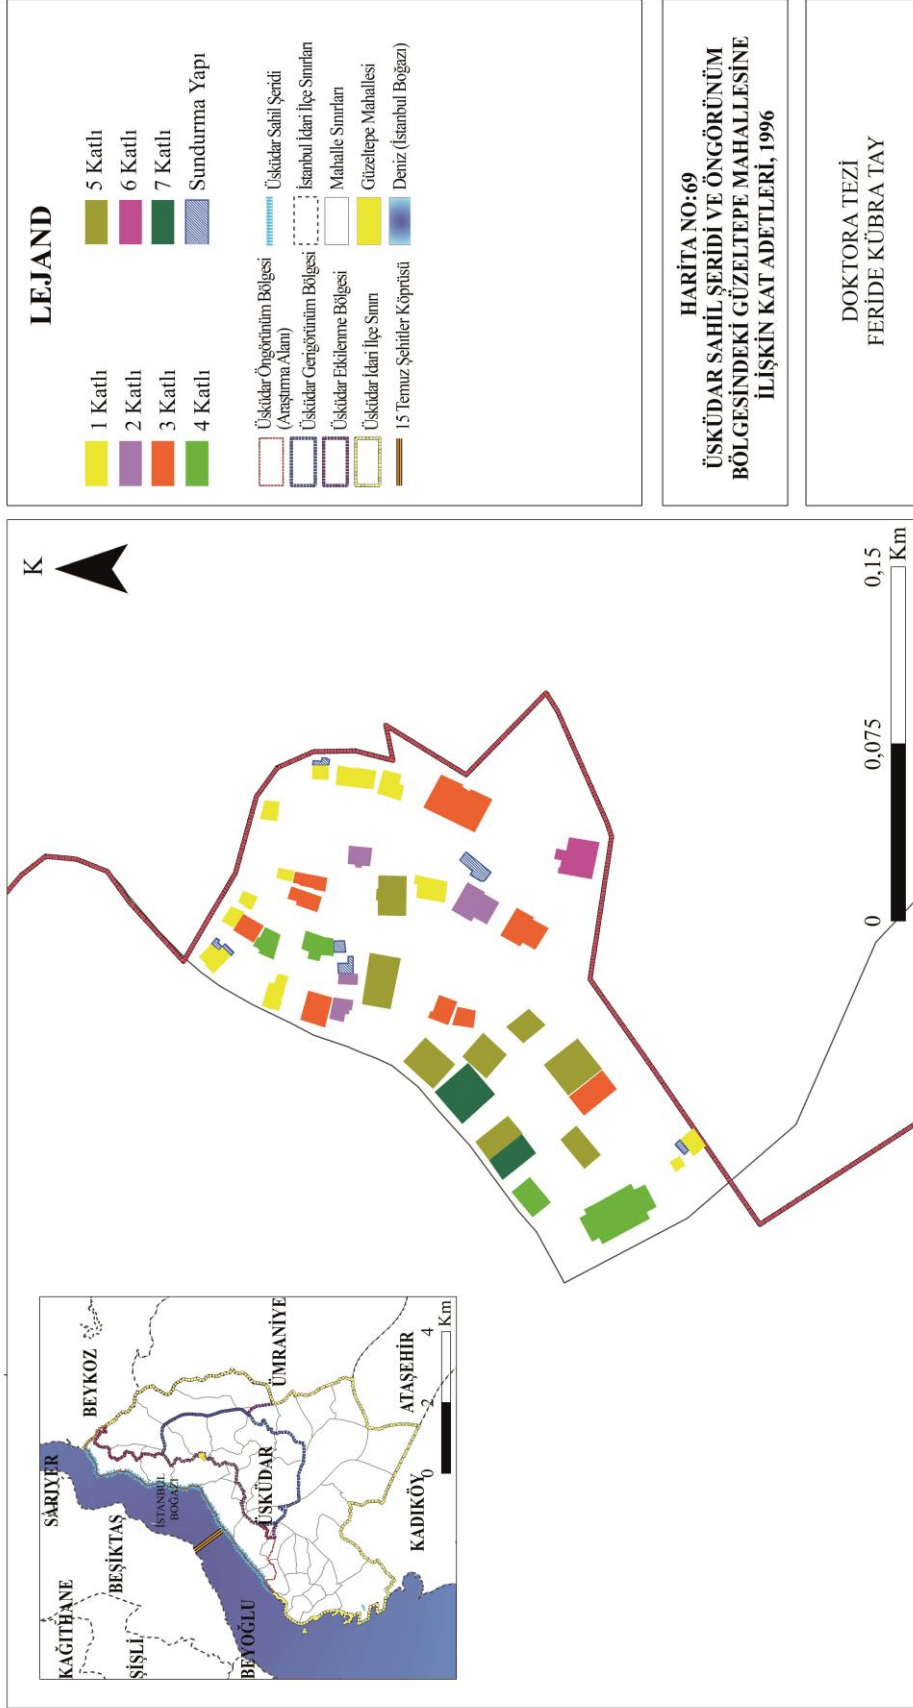 KAĞITHANE
SARIYER
BEYKOZ
BEŞİKTAŞ
ŞİŞLİ
İSTANBUL
BOĞAZI
BEYOĞLU
ÜSKÜDAR
ÜMRANİYE
KADIKÖY
ATAŞEHİR
0 2 4
Km
K
0 0,075 0,15
Km
LEJAND
1 Katlı
2 Katlı
3 Katlı
4 Katlı
5 Katlı
6 Katlı
7 Katlı
Sundurma Yapı
Üsküdar Öngörünüm Bölgesi
(Araştırma Alanı)
Üsküdar Gerigörünüm Bölgesi
Üsküdar Etkilenme Bölgesi
Üsküdar İdari İlçe Sınırı
15 Temuz Şehitler Köprüsü
Üsküdar Sahil Şeridi
İstanbul İdari İlçe Sınırları
Mahalle Sınırları
Güzeltepe Mahallesi
Deniz (İstanbul Boğazı)
HARİTA NO:69
ÜSKÜDAR SAHİL ŞERİDİ VE ÖNGÖRÜNÜM
BÖLGESİNDEKİ GÜZELTEPE MAHALLESİNE
İLİŞKİN KAT ADETLERİ, 1996
DOKTORA TEZİ
FERİDE KÜBRA TAY